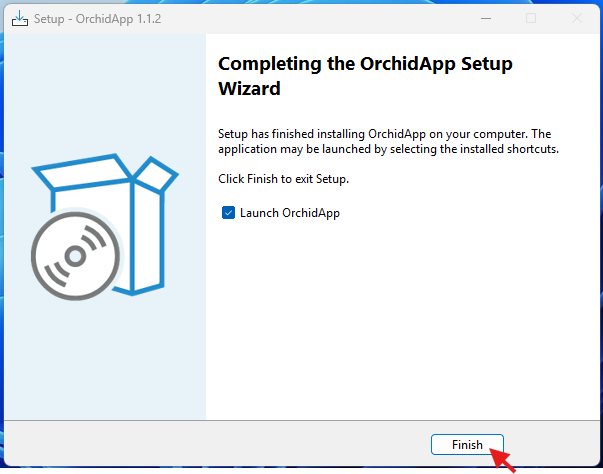 Setup - OrchidApp 1.1.2
Completing the OrchidApp Setup
Wizard
Setup has finished installing OrchidApp on your computer. The
application may be launched by selecting the installed shortcuts.
Click Finish to exit Setup.
Launch OrchidApp
Finish